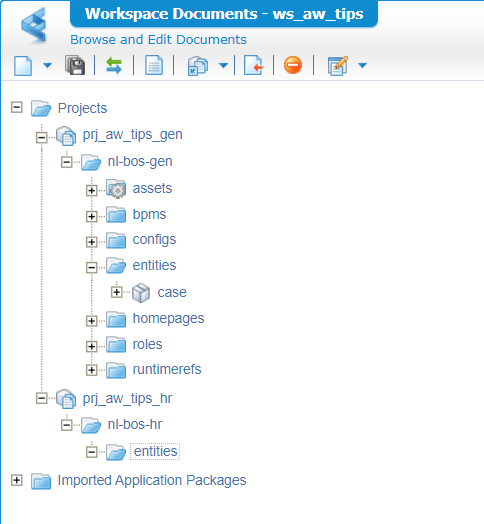 Workspace Documents - ws_aw_tips
Browse and Edit Documents
Projects
prj_aw_tips_gen
nl-bos-gen
assets
bpms
configs
entities
case
homepages
roles
runtimerefs
prj_aw_tips_hr
nl-bos-hr
entities
Imported Application Packages